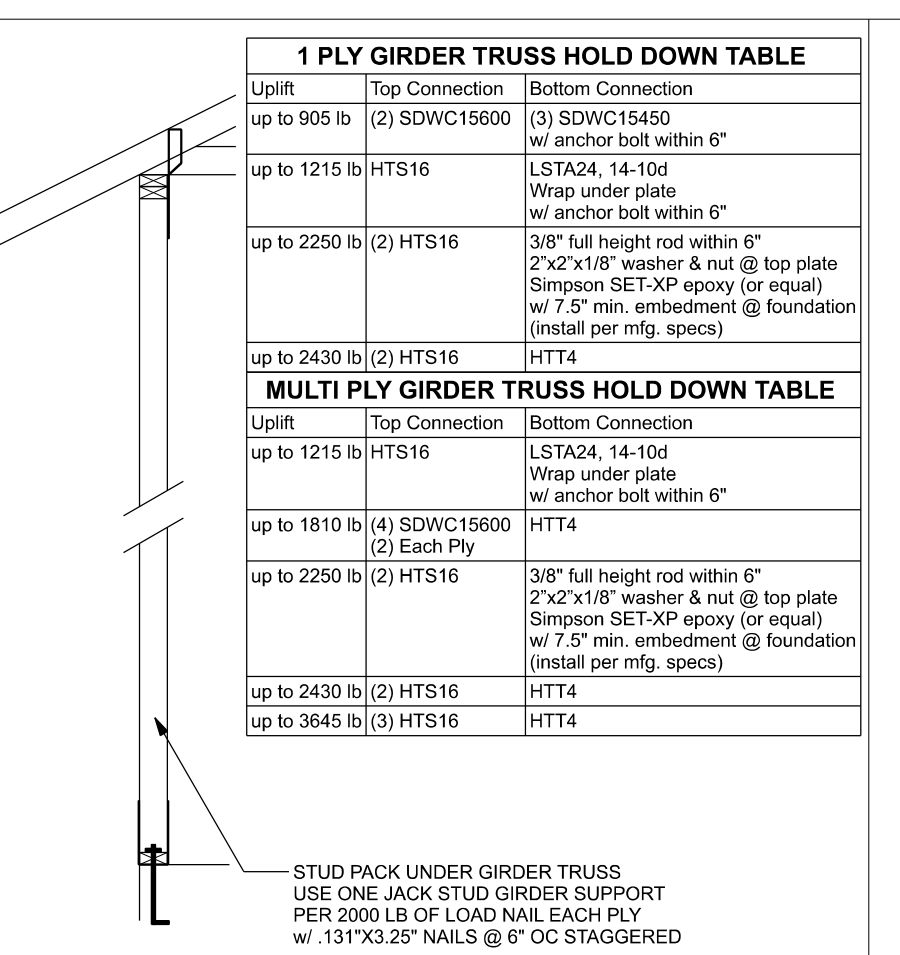 1 PLY GIRDER TRUSS HOLD DOWN TABLE
Uplift Top Connection Bottom Connection
up to 905 lb (2) SDWC15600 (3) SDWC15450
w/ anchor bolt within 6"
up to 1215 lb HTS16 LSTA24, 14-10d
Wrap under plate
w/ anchor bolt within 6"
up to 2250 lb (2) HTS16 3/8" full height rod within 6"
2”x2”x1/8” washer & nut @ top plate
Simpson SET-XP epoxy (or equal)
w/ 7.5" min. embedment @ foundation
(install per mfg. specs)
up to 2430 lb (2) HTS16 HTT4
MULTI PLY GIRDER TRUSS HOLD DOWN TABLE
Uplift Top Connection Bottom Connection
up to 1215 lb HTS16 LSTA24, 14-10d
Wrap under plate
w/ anchor bolt within 6"
up to 1810 lb (4) SDWC15600 HTT4
(2) Each Ply
up to 2250 lb (2) HTS16 3/8" full height rod within 6"
2”x2”x1/8” washer & nut @ top plate
Simpson SET-XP epoxy (or equal)
w/ 7.5" min. embedment @ foundation
(install per mfg. specs)
up to 2430 lb (2) HTS16 HTT4
up to 3645 lb (3) HTS16 HTT4
STUD PACK UNDER GIRDER TRUSS
USE ONE JACK STUD GIRDER SUPPORT
PER 2000 LB OF LOAD NAIL EACH PLY
w/ .131"X3.25" NAILS @ 6" OC STAGGERED